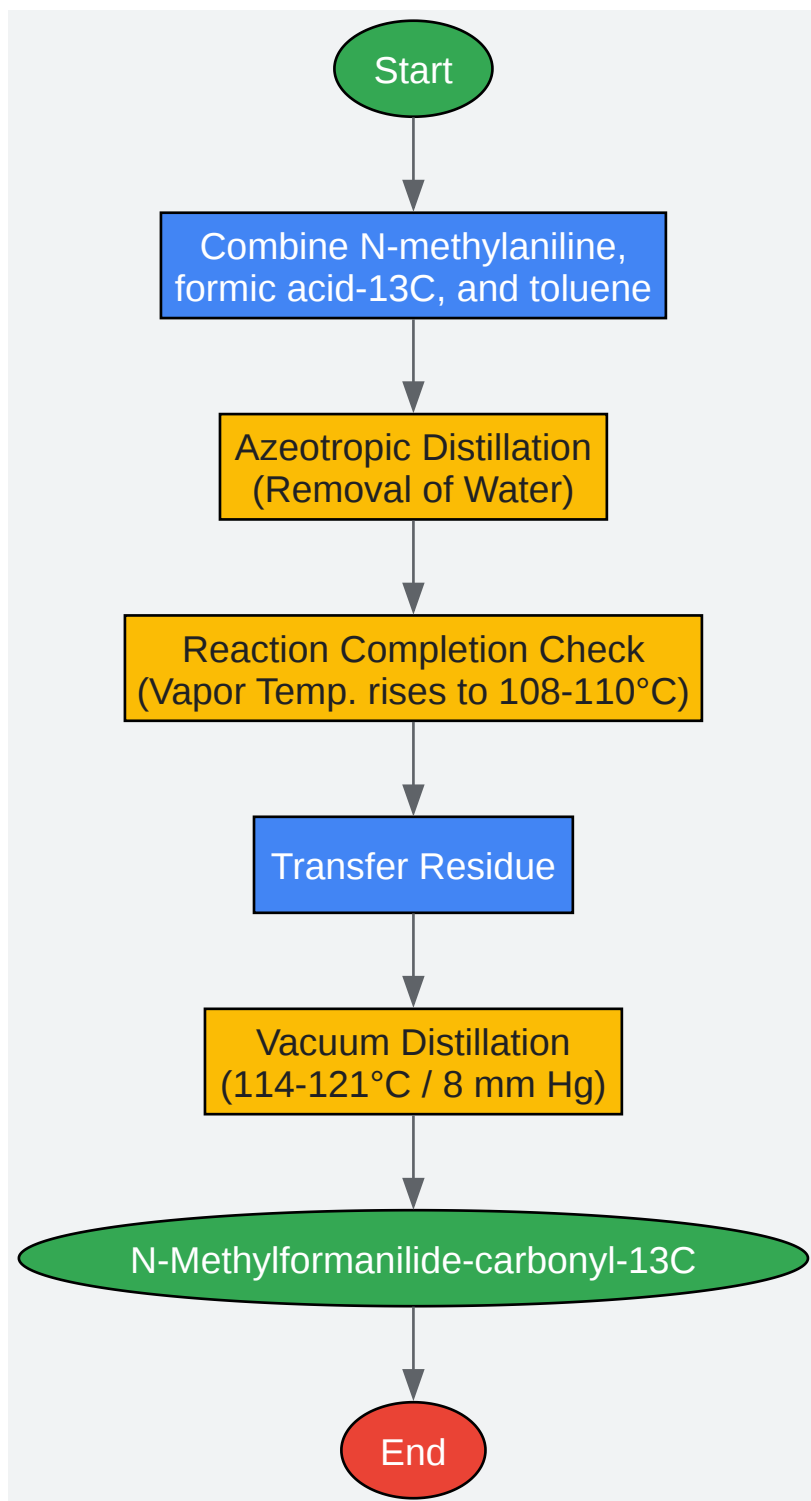 Start
Combine N-methylaniline,
formic acid-13C, and toluene
Azeotropic Distillation
(Removal of Water)
Reaction Completion Check
(Vapor Temp. rises to 108-110°C)
Transfer Residue
Vacuum Distillation
(114-121°C / 8 mm Hg)
N-Methylformanilide-carbonyl-13C
End